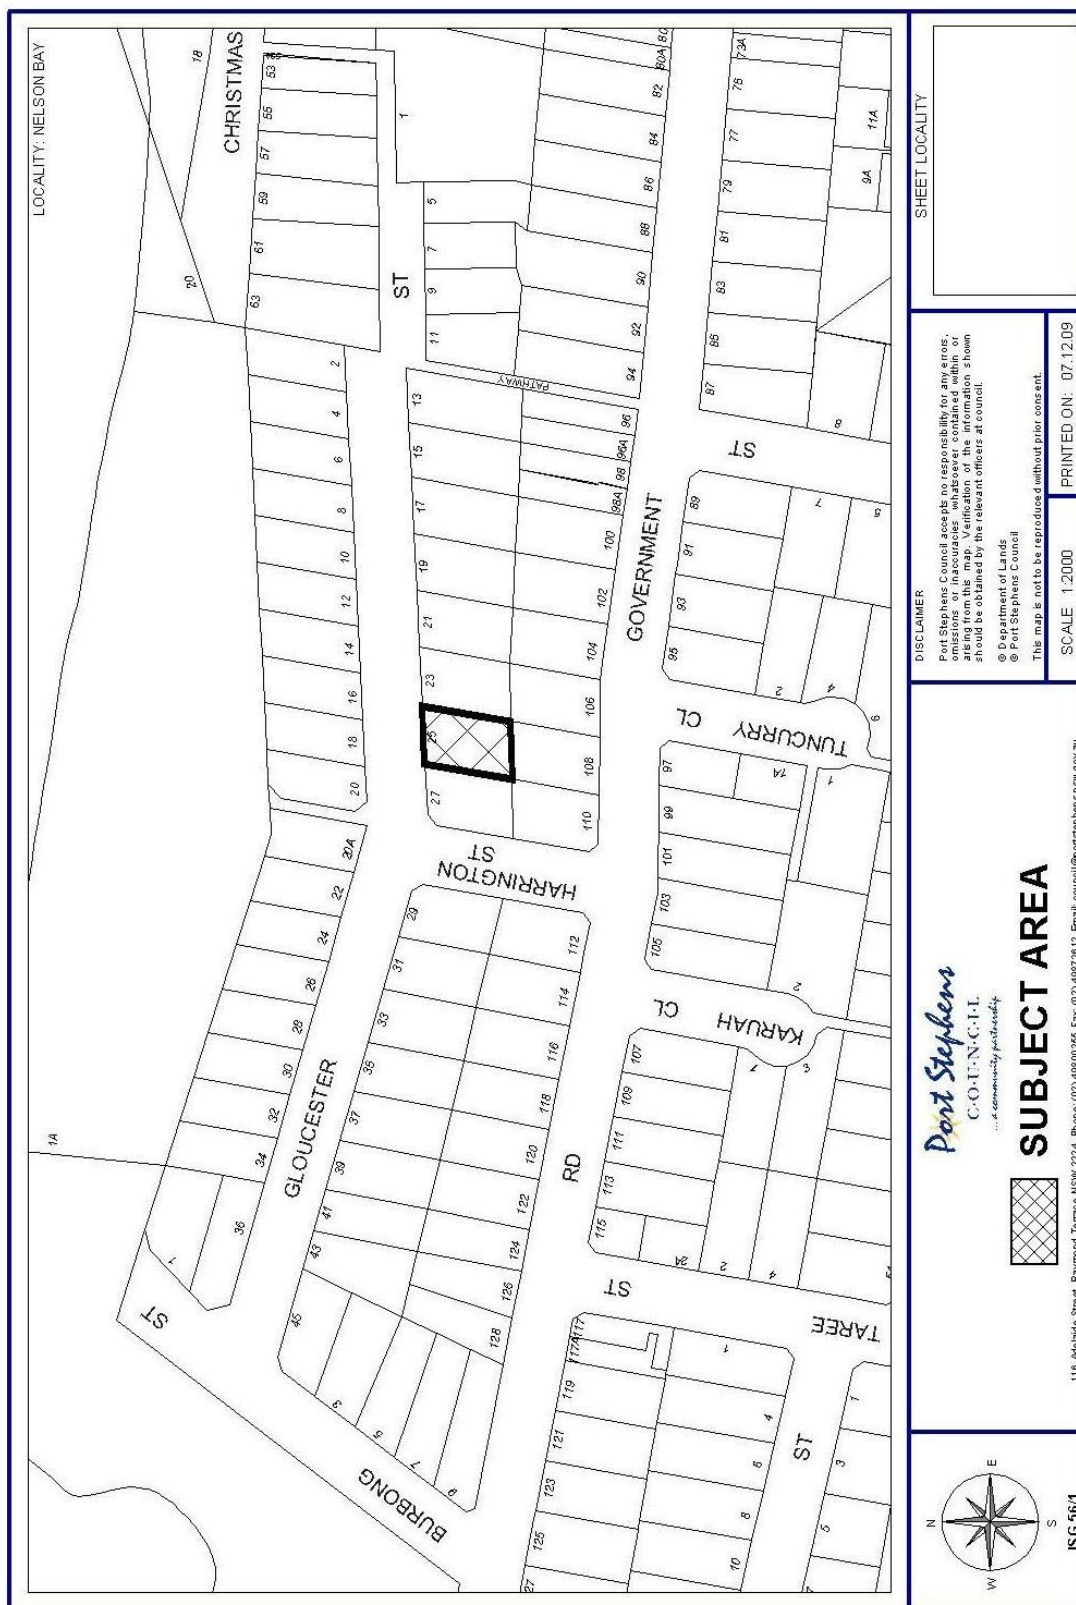 LOCALITY: NELSON BAY
CHRISTMAS
ST
GLOUCESTER
ST
HARRINGTON
ST
PATHWAY
GOVERNMENT
RD
BURBONG
ST
TUNCURRY
CL
KARUAH
CL
TAREE
ST
ST
1A
18
20
53
55
57
59
61
63
2
4
6
8
10
12
14
16
18
20
20A
22
24
26
28
30
32
34
36
1
5
7
9
11
13
15
17
19
21
23
25
27
29
31
33
37
39
41
43
45
3
5
7
9
80A
82
84
86
88
90
92
94
96
96A
98
98A
100
102
104
106
108
110
112
114
116
118
120
122
124
126
128
73A
75
77
79
81
83
87
89
91
93
95
97
99
101
103
105
107
109
111
113
115
117
117A
119
121
123
125
11A
9A
1A
2A
SHEET LOCALITY
DISCLAIMER
Port Stephens Council accepts no responsibility for any errors,
omissions or inaccuracies whatsoever contained within or
arising from this map. Verification of the information shown
should be obtained by the relevant officers at council.
© Department of Lands
© Port Stephens Council
This map is not to be reproduced without prior consent.
SCALE 1:2000
PRINTED ON: 07.12.09
Port Stephens
C·O·U·N·C·I·L
... a community partnership
SUBJECT AREA
N
E
S
W
ISG 56/1